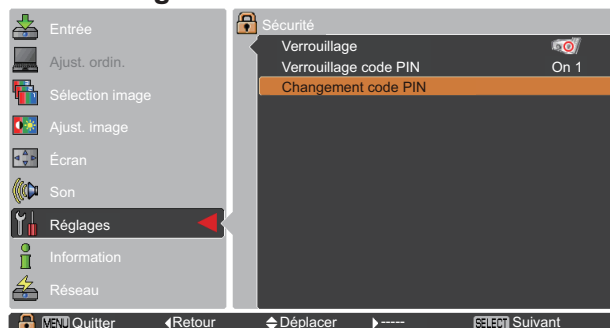 Entrée
Ajust. ordin.
Sélection image
Ajust. image
Écran
Son
Réglages
Information
Réseau
Sécurité
Verrouillage
Verrouillage code PIN On 1
Changement code PIN
MENU Quitter Retour Déplacer ----- SELECT Suivant